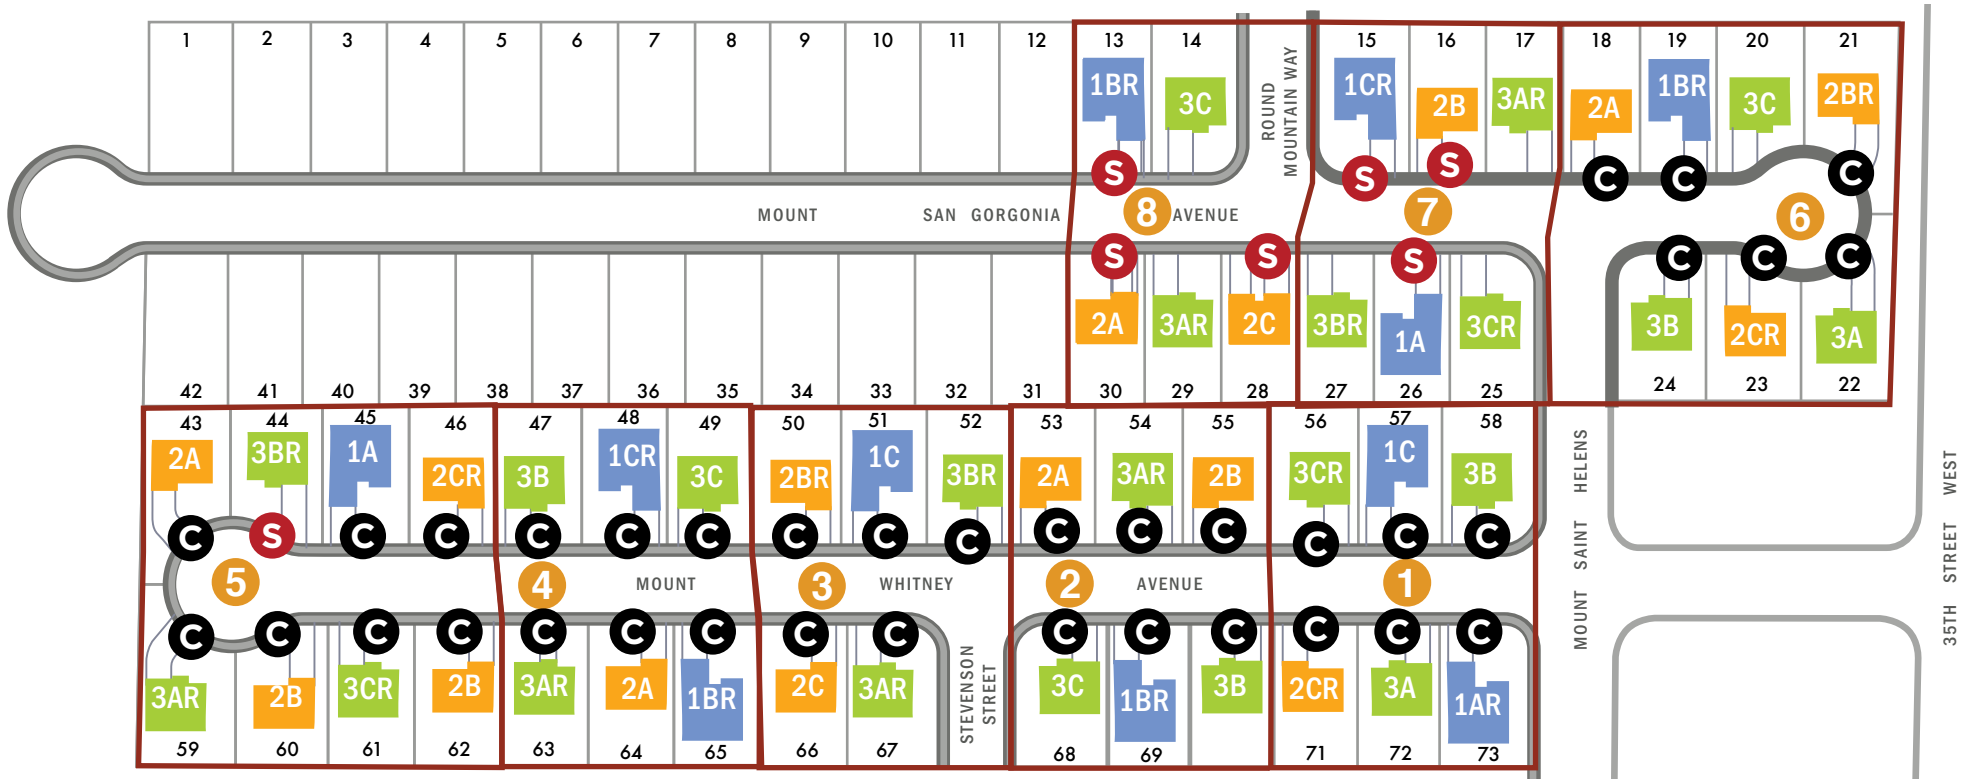 1 2 3 4 5 6 7 8 9 10 11 12 13 14 15 16 17 18 19 20 21
1BR 3C 1CR 2B 3AR 2A 1BR 3C 2BR
ROUND
MOUNTAIN WAY
S S S C C C
MOUNT SAN GORGONIA AVENUE
8 7 6
S S S C C C
2A 3AR 2C 3BR 1A 3CR 3B 2CR 3A
42 41 40 39 38 37 36 35 34 33 32 31 30 29 28 27 26 25 24 23 22
43 44 45 46 47 48 49 50 51 52 53 54 55 56 57 58
2A 3BR 1A 2CR 3B 1CR 3C 2BR 1C 3BR 2A 3AR 2B 3CR 1C 3B
C S C C C C C C C C C C C C C C
5 4 3 2 1
MOUNT WHITNEY AVENUE
C C C C C C C C C C C C C C C
3AR 2B 3CR 2B 3AR 2A 1BR 2C 3AR 3C 1BR 3B 2CR 3A 1AR
59 60 61 62 63 64 65 66 67 68 69 71 72 73
STEVENSON
STREET
MOUNT SAINT HELENS
35TH STREET WEST